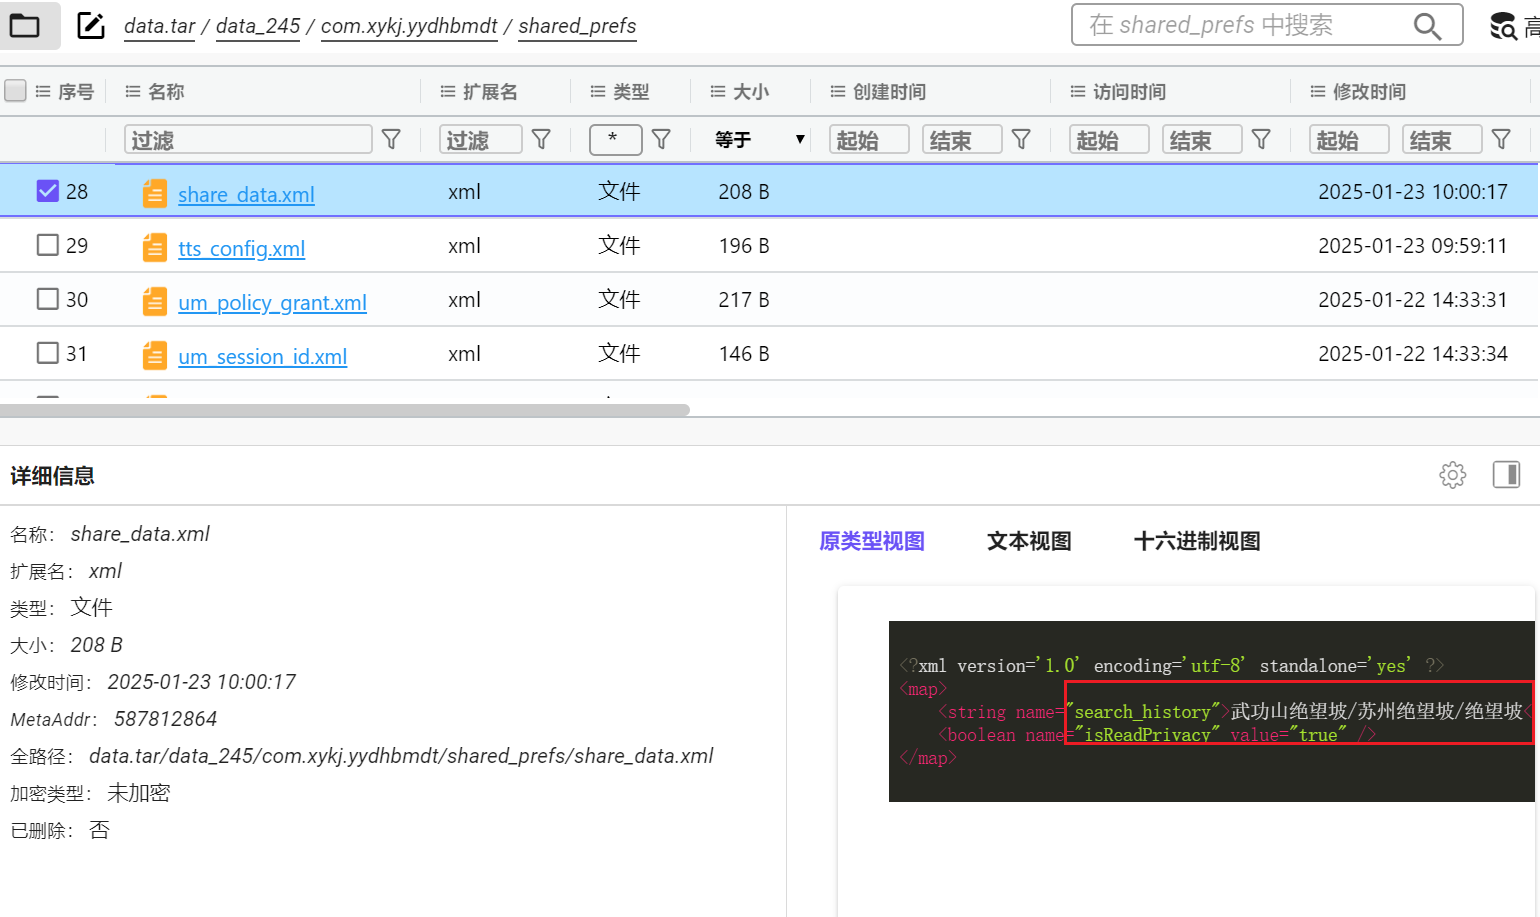 data.tar / data_245 / com.xykj.yydhbmdt / shared_prefs
在 shared_prefs 中搜索
高
序号 名称 扩展名 类型 大小 创建时间 访问时间 修改时间
过滤 过滤 * 等于 ▼ 起始 结束 起始 结束 起始 结束
28 share_data.xml xml 文件 208 B 2025-01-23 10:00:17
29 tts_config.xml xml 文件 196 B 2025-01-23 09:59:11
30 um_policy_grant.xml xml 文件 217 B 2025-01-22 14:33:31
31 um_session_id.xml xml 文件 146 B 2025-01-22 14:33:34
详细信息
名称： share_data.xml
扩展名： xml
类型： 文件
大小： 208 B
修改时间： 2025-01-23 10:00:17
MetaAddr： 587812864
全路径： data.tar/data_245/com.xykj.yydhbmdt/shared_prefs/share_data.xml
加密类型： 未加密
已删除： 否
原类型视图 文本视图 十六进制视图
<?xml version='1.0' encoding='utf-8' standalone='yes' ?>
<map>
<string name="search_history">武功山绝望坡/苏州绝望坡/绝望坡<
<boolean name="isReadPrivacy" value="true" />
</map>